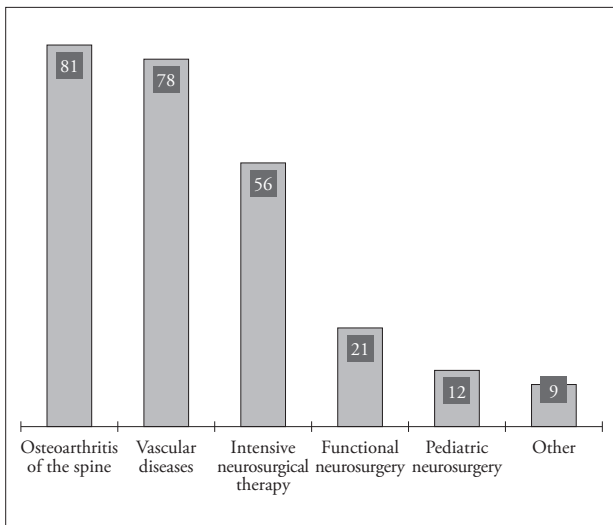 81
78
56
21
12
9
Osteoarthritis
of the spine
Vascular
diseases
Intensive
neurosurgical
therapy
Functional
neurosurgery
Pediatric
neurosurgery
Other